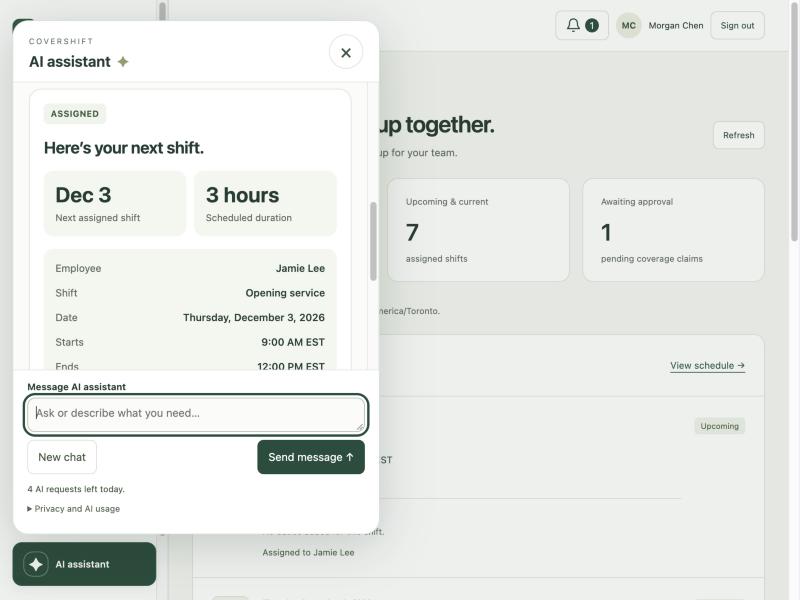 COVERSHIFT
AI assistant
ASSIGNED
Here's your next shift.
Dec 3
Next assigned shift
3 hours
Scheduled duration
Employee Jamie Lee
Shift Opening service
Date Thursday, December 3, 2026
Starts 9:00 AM EST
Ends 12:00 PM EST
Message AI assistant
Ask or describe what you need...
New chat
Send message ↑
4 AI requests left today.
Privacy and AI usage
AI assistant
1
MC
Morgan Chen
Sign out
up together.
up for your team.
Refresh
Upcoming & current
7
assigned shifts
Awaiting approval
1
pending coverage claims
merica/Toronto.
View schedule →
Upcoming
EST
shift.
Assigned to Jamie Lee